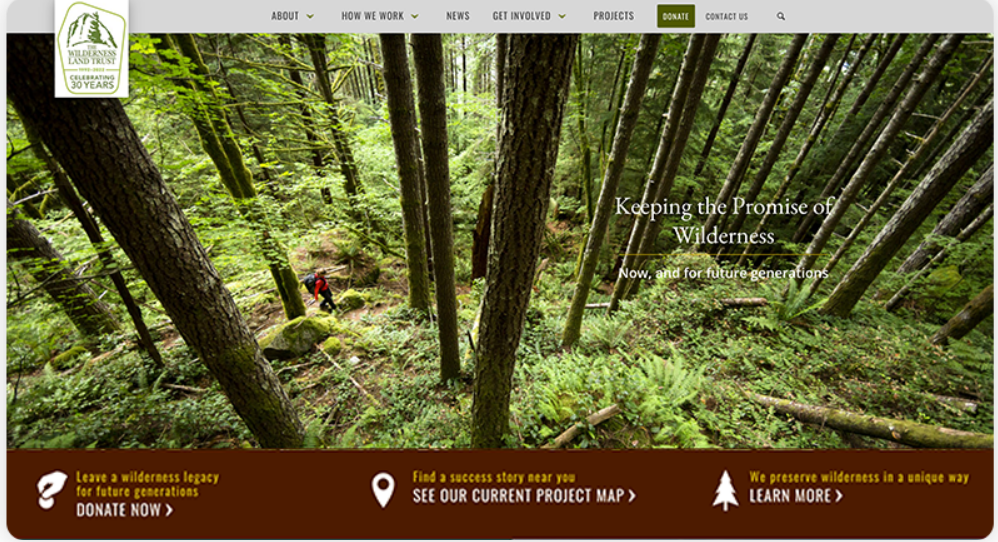 ABOUT
HOW WE WORK
NEWS
GET INVOLVED
PROJECTS
DONATE
CONTACT US
THE
WILDERNESS
LAND TRUST
1992-2022
CELEBRATING
30 YEARS
Keeping the Promise of
Wilderness
Now, and for future generations
Leave a wilderness legacy
for future generations
DONATE NOW >
Find a success story near you
SEE OUR CURRENT PROJECT MAP >
We preserve wilderness in a unique way
LEARN MORE >